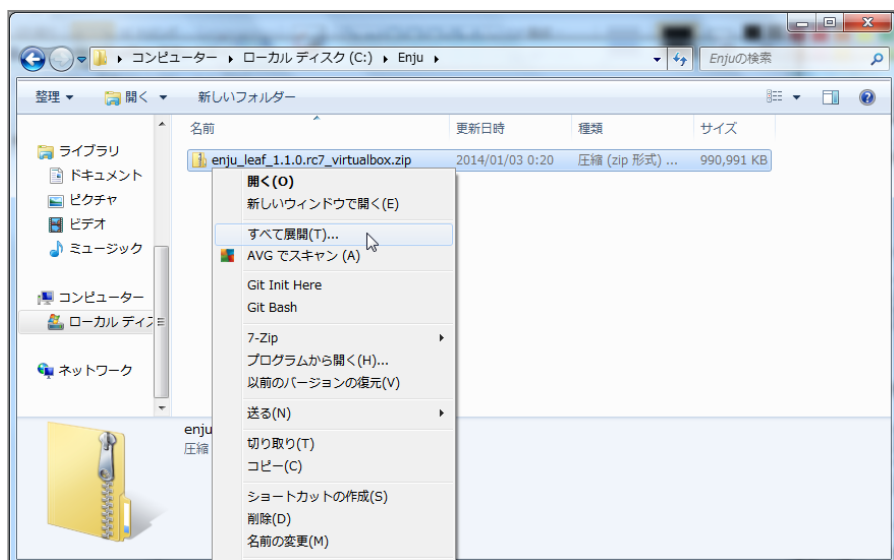 コンピューター ▸ ローカル ディスク (C:) ▸ Enju ▸
Enjuの検索
整理 開く 新しいフォルダー
名前 更新日時 種類 サイズ
enju_leaf_1.1.0.rc7_virtualbox.zip 2014/01/03 0:20 圧縮 (zip 形式) ... 990,991 KB
ライブラリ
ドキュメント
ピクチャ
ビデオ
ミュージック
コンピューター
ローカル ディス
ネットワーク
開く(O)
新しいウィンドウで開く(E)
すべて展開(T)...
AVG でスキャン (A)
Git Init Here
Git Bash
7-Zip
プログラムから開く(H)...
以前のバージョンの復元(V)
送る(N)
切り取り(T)
コピー(C)
ショートカットの作成(S)
削除(D)
名前の変更(M)
enju
圧縮